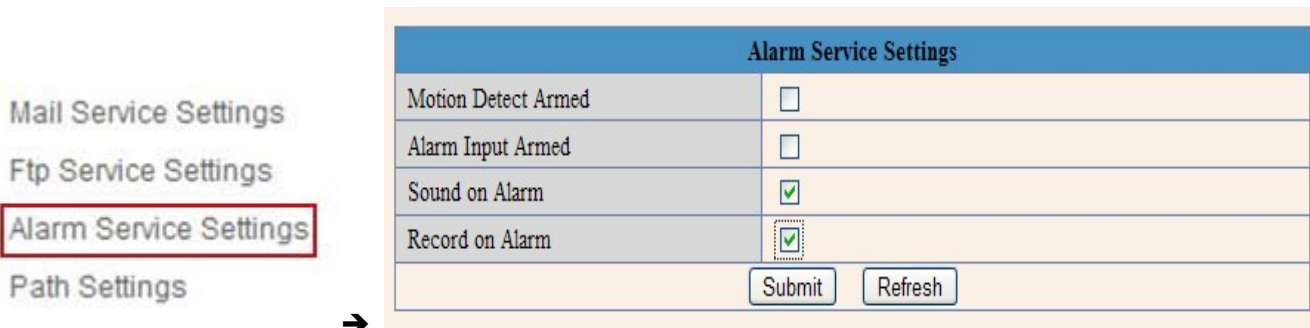 Mail Service Settings
Ftp Service Settings
Alarm Service Settings
Path Settings
➔
Alarm Service Settings
Motion Detect Armed
Alarm Input Armed
Sound on Alarm
Record on Alarm
Submit Refresh